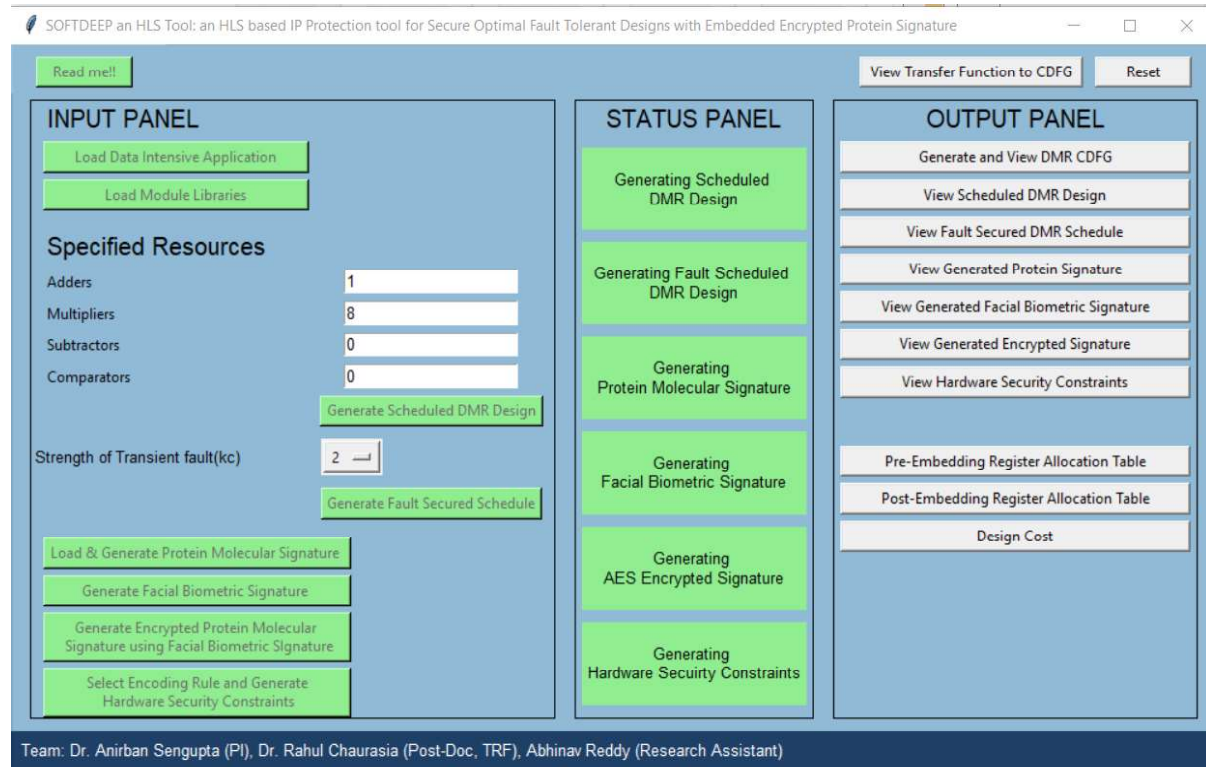 SOFTDEEP an HLS Tool: an HLS based IP Protection tool for Secure Optimal Fault Tolerant Designs with Embedded Encrypted Protein Signature
Read me!!
View Transfer Function to CDFG
Reset
INPUT PANEL
Load Data Intensive Application
Load Module Libraries
Specified Resources
Adders
1
Multipliers
8
Subtractors
0
Comparators
0
Generate Scheduled DMR Design
Strength of Transient fault(kc)
2
Generate Fault Secured Schedule
Load & Generate Protein Molecular Signature
Generate Facial Biometric Signature
Generate Encrypted Protein Molecular
Signature using Facial Biometric SIgnature
Select Encoding Rule and Generate
Hardware Security Constraints
STATUS PANEL
Generating Scheduled
DMR Design
Generating Fault Scheduled
DMR Design
Generating
Protein Molecular Signature
Generating
Facial Biometric Signature
Generating
AES Encrypted Signature
Generating
Hardware Secuirty Constraints
OUTPUT PANEL
Generate and View DMR CDFG
View Scheduled DMR Design
View Fault Secured DMR Schedule
View Generated Protein Signature
View Generated Facial Biometric Signature
View Generated Encrypted Signature
View Hardware Security Constraints
Pre-Embedding Register Allocation Table
Post-Embedding Register Allocation Table
Design Cost
Team: Dr. Anirban Sengupta (PI), Dr. Rahul Chaurasia (Post-Doc, TRF), Abhinav Reddy (Research Assistant)